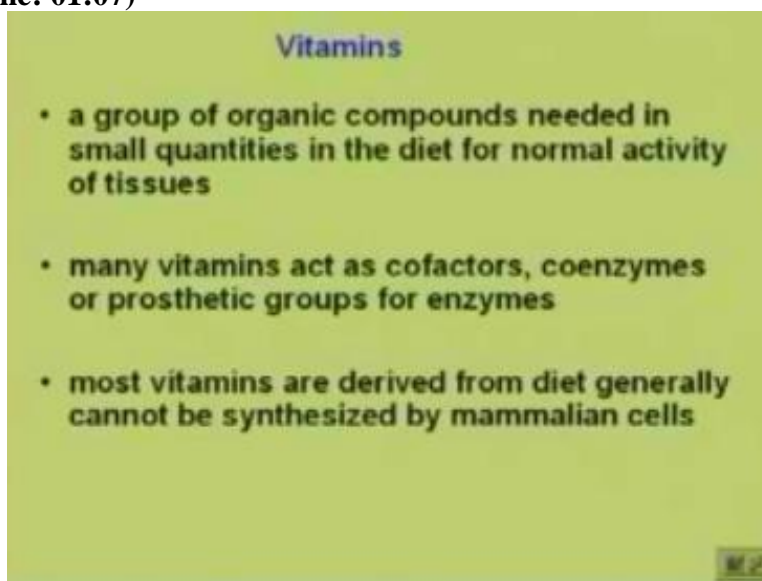 Vitamins
• a group of organic compounds needed in
small quantities in the diet for normal activity
of tissues
• many vitamins act as cofactors, coenzymes
or prosthetic groups for enzymes
• most vitamins are derived from diet generally
cannot be synthesized by mammalian cells